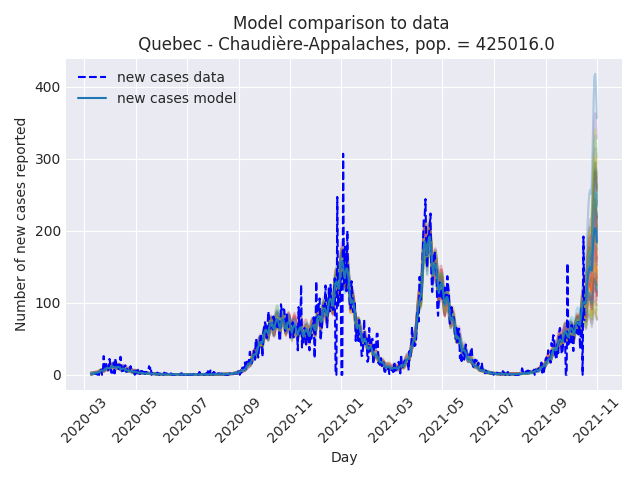 Model comparison to data
Quebec - Chaudière-Appalaches, pop. = 425016.0
new cases data
new cases model
Number of new cases reported
400
300
200
100
0
2020-03
2020-05
2020-07
2020-09
2020-11
2021-01
2021-03
2021-05
2021-07
2021-09
2021-11
Day